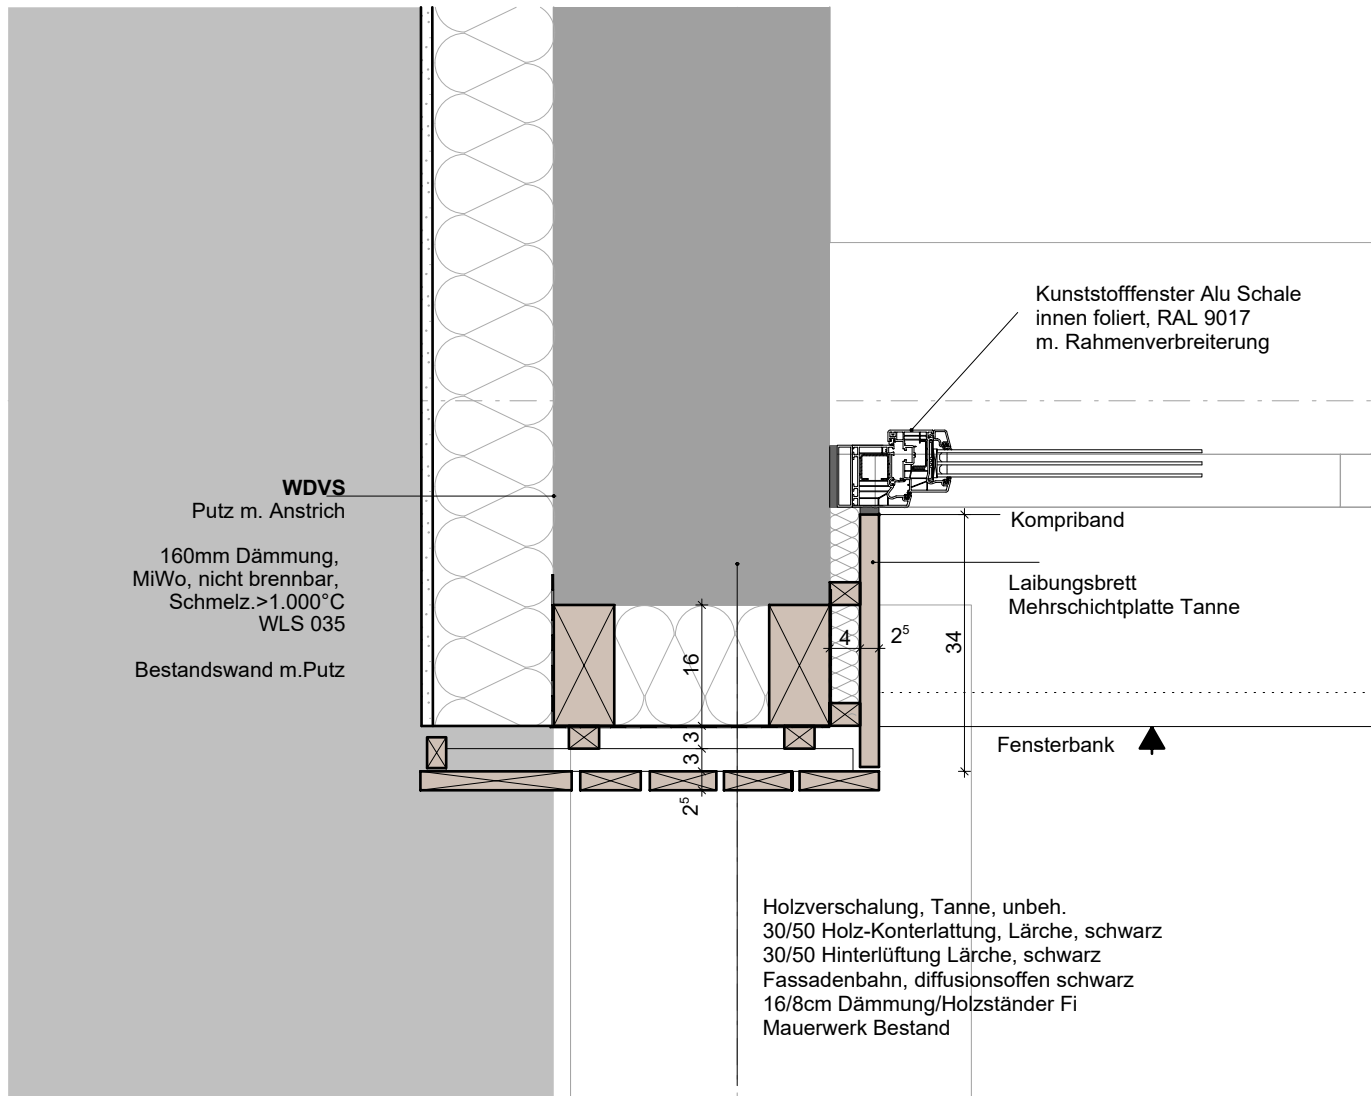 Kunststofffenster Alu Schale
innen foliert, RAL 9017
m. Rahmenverbreiterung
WDVS
Putz m. Anstrich
160mm Dämmung,
MiWo, nicht brennbar,
Schmelz.>1.000°C
WLS 035
Bestandswand m.Putz
Kompriband
Laibungsbrett
Mehrschichtplatte Tanne
4
2⁵
34
16
3
3
2⁵
Fensterbank
Holzverschalung, Tanne, unbeh.
30/50 Holz-Konterlattung, Lärche, schwarz
30/50 Hinterlüftung Lärche, schwarz
Fassadenbahn, diffusionsoffen schwarz
16/8cm Dämmung/Holzständer Fi
Mauerwerk Bestand